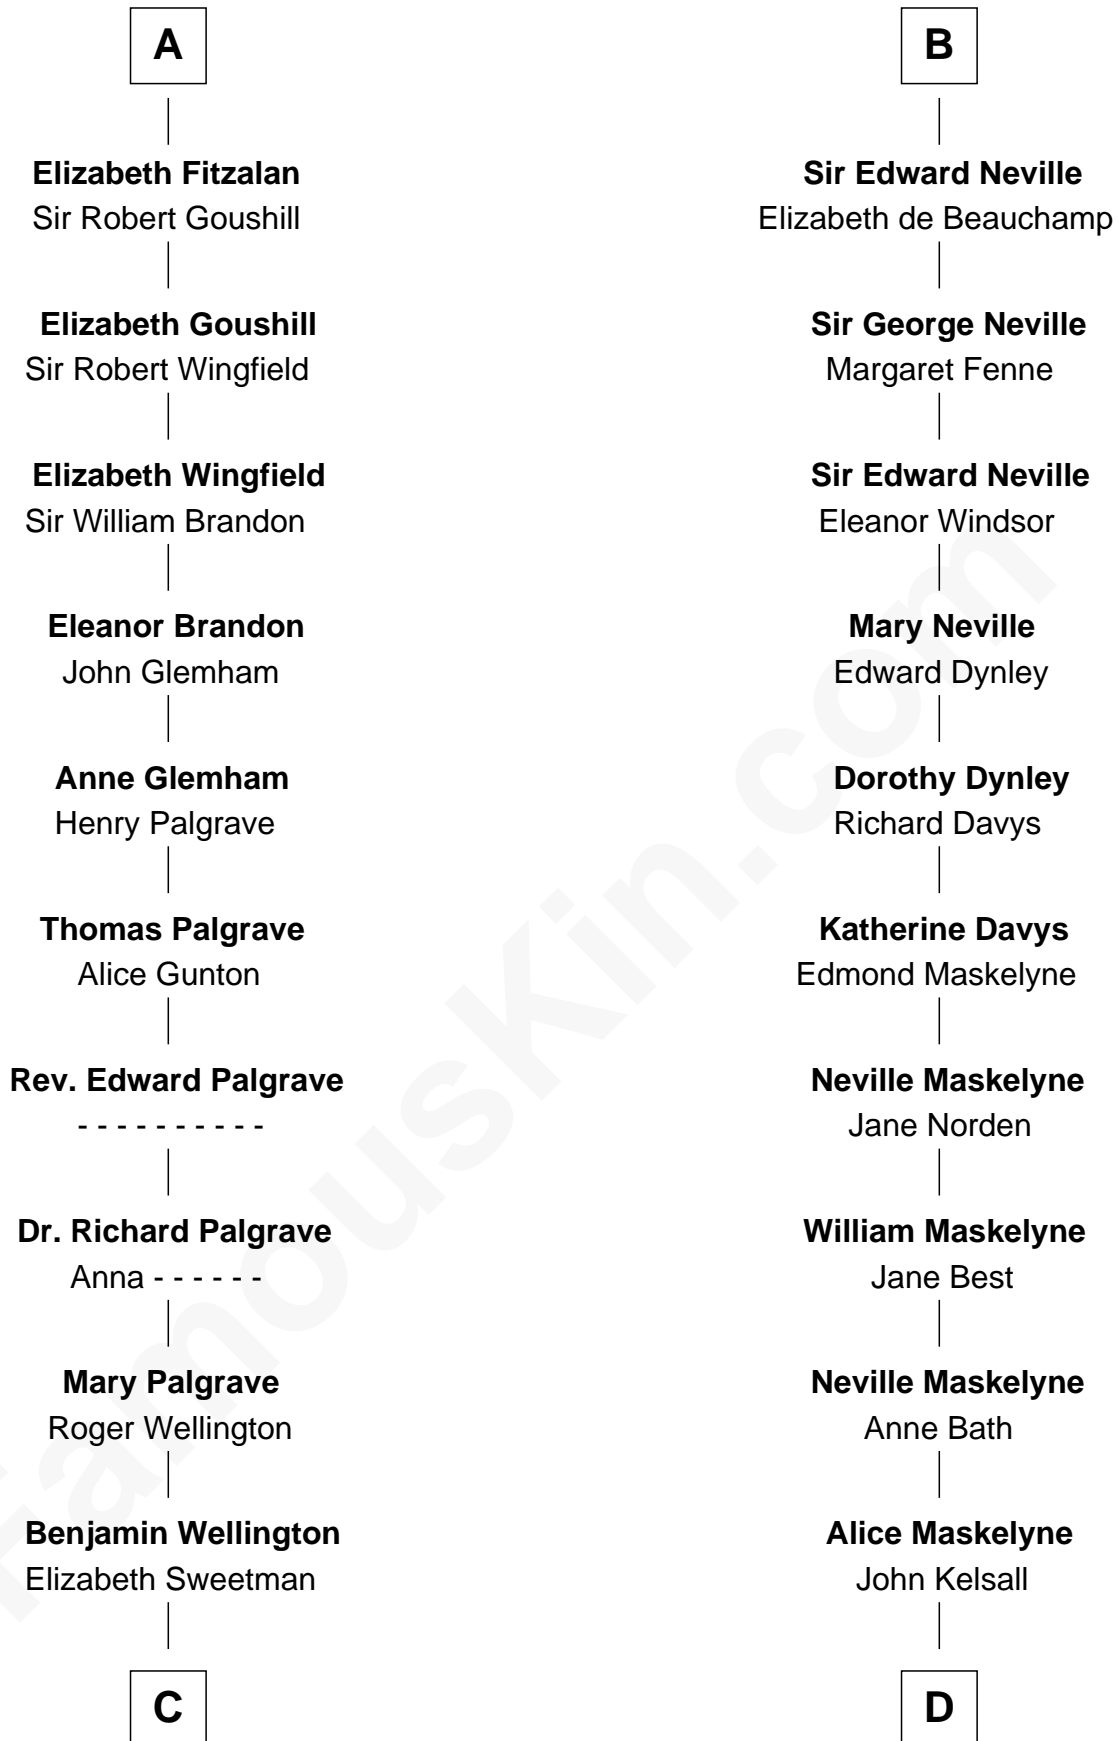 A
Elizabeth Fitzalan
Sir Robert Goushill
Elizabeth Goushill
Sir Robert Wingfield
Elizabeth Wingfield
Sir William Brandon
Eleanor Brandon
John Glemham
Anne Glemham
Henry Palgrave
Thomas Palgrave
Alice Gunton
Rev. Edward Palgrave
- - - - - - - - - -
Dr. Richard Palgrave
Anna - - - - - -
Mary Palgrave
Roger Wellington
Benjamin Wellington
Elizabeth Sweetman
C
B
Sir Edward Neville
Elizabeth de Beauchamp
Sir George Neville
Margaret Fenne
Sir Edward Neville
Eleanor Windsor
Mary Neville
Edward Dynley
Dorothy Dynley
Richard Davys
Katherine Davys
Edmond Maskelyne
Neville Maskelyne
Jane Norden
William Maskelyne
Jane Best
Neville Maskelyne
Anne Bath
Alice Maskelyne
John Kelsall
D
FamousKin.com